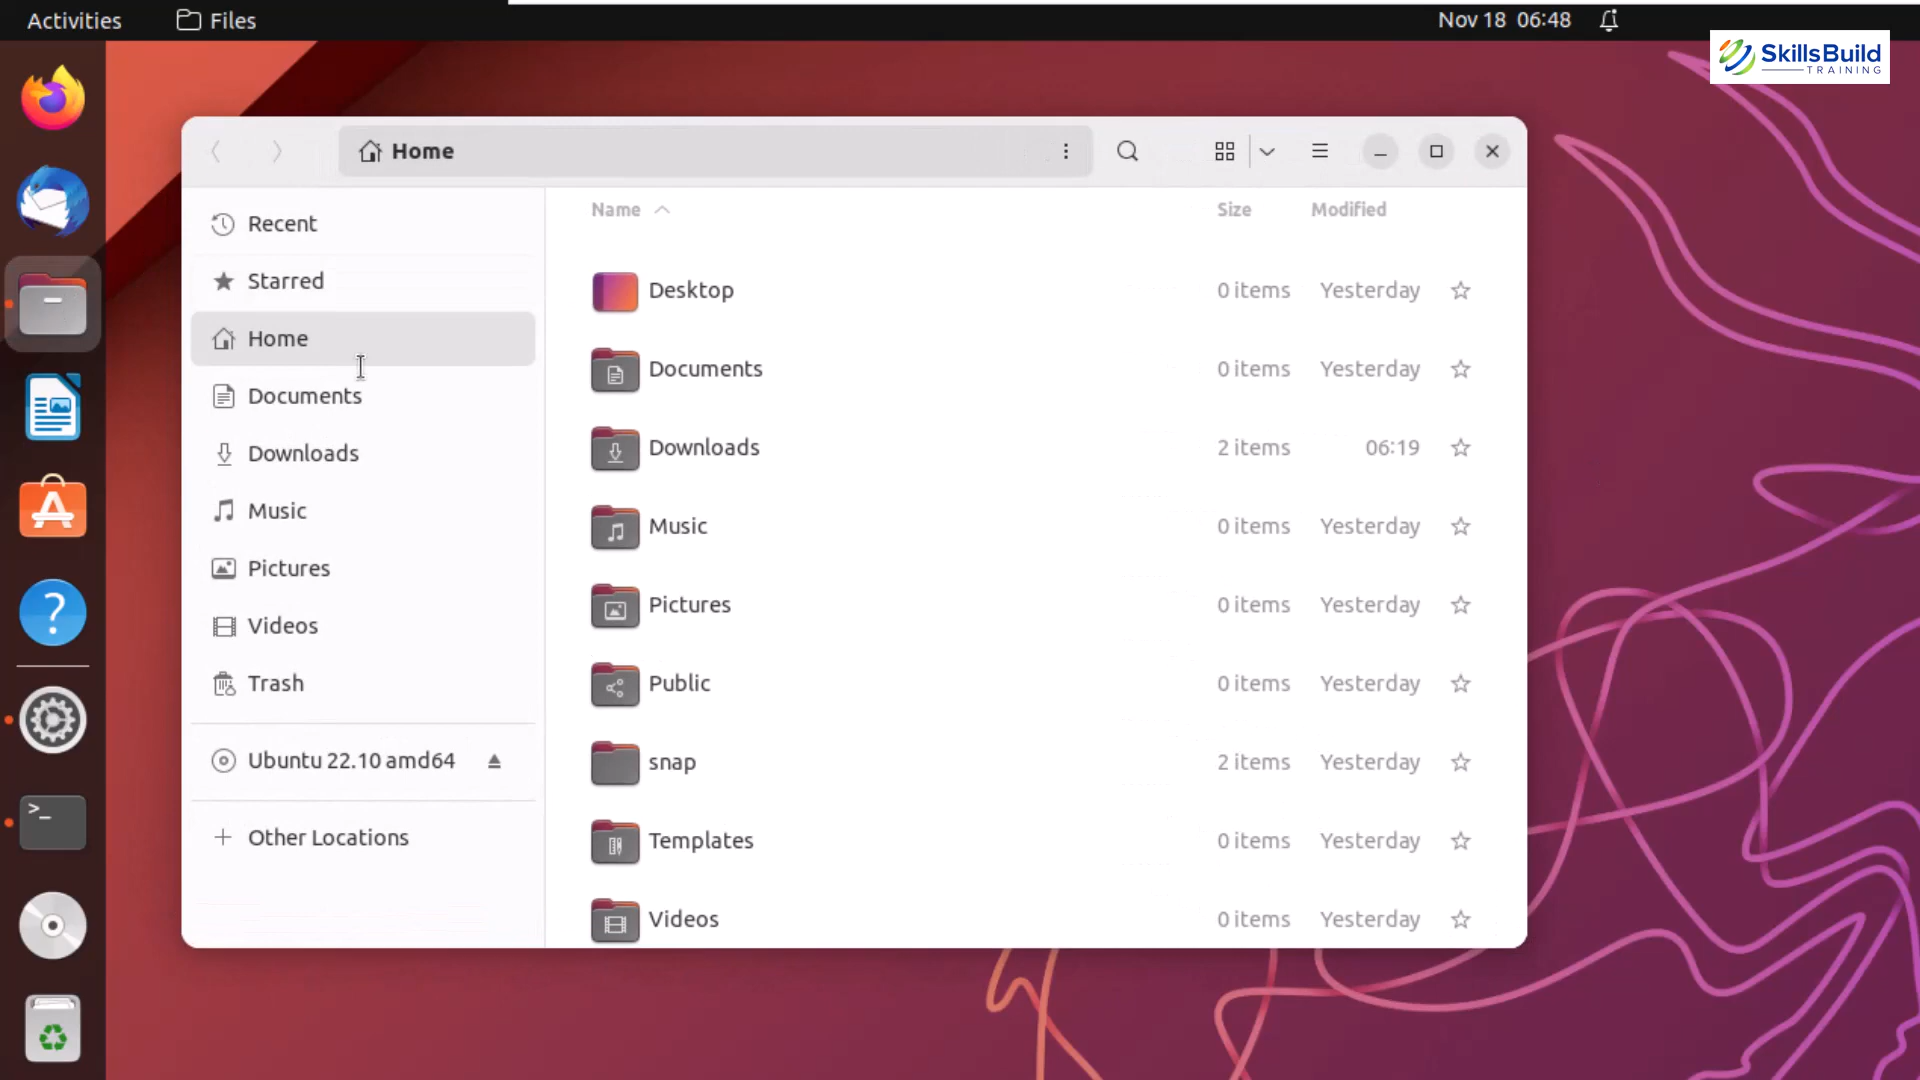 Activities Files Nov 18 06:48
SkillsBuild
TRAINING
Home
Recent
Starred
Home
Documents
Downloads
Music
Pictures
Videos
Trash
Ubuntu 22.10 amd64
+ Other Locations
Name Size Modified
Desktop 0 items Yesterday
Documents 0 items Yesterday
Downloads 2 items 06:19
Music 0 items Yesterday
Pictures 0 items Yesterday
Public 0 items Yesterday
snap 2 items Yesterday
Templates 0 items Yesterday
Videos 0 items Yesterday
?
>_